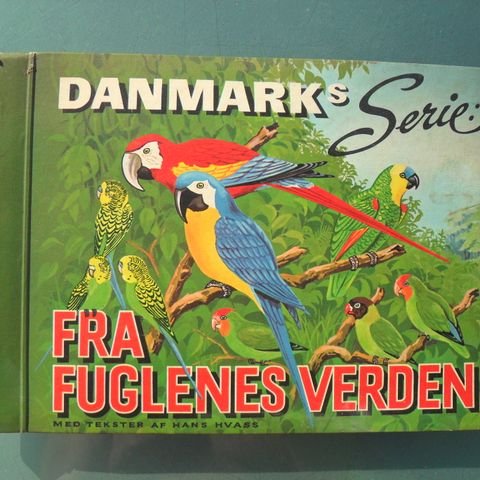 DANMARKs Serie:
FRA
FUGLENES VERDEN
MED TEKSTER AF HANS HVASS